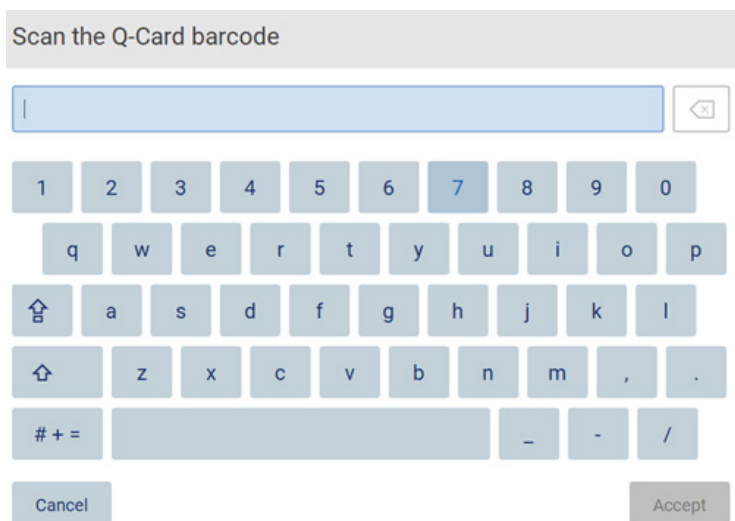 Scan the Q-Card barcode
1 2 3 4 5 6 7 8 9 0
q w e r t y u i o p
a s d f g h j k l
z x c v b n m , .
# + = _ - /
Cancel Accept